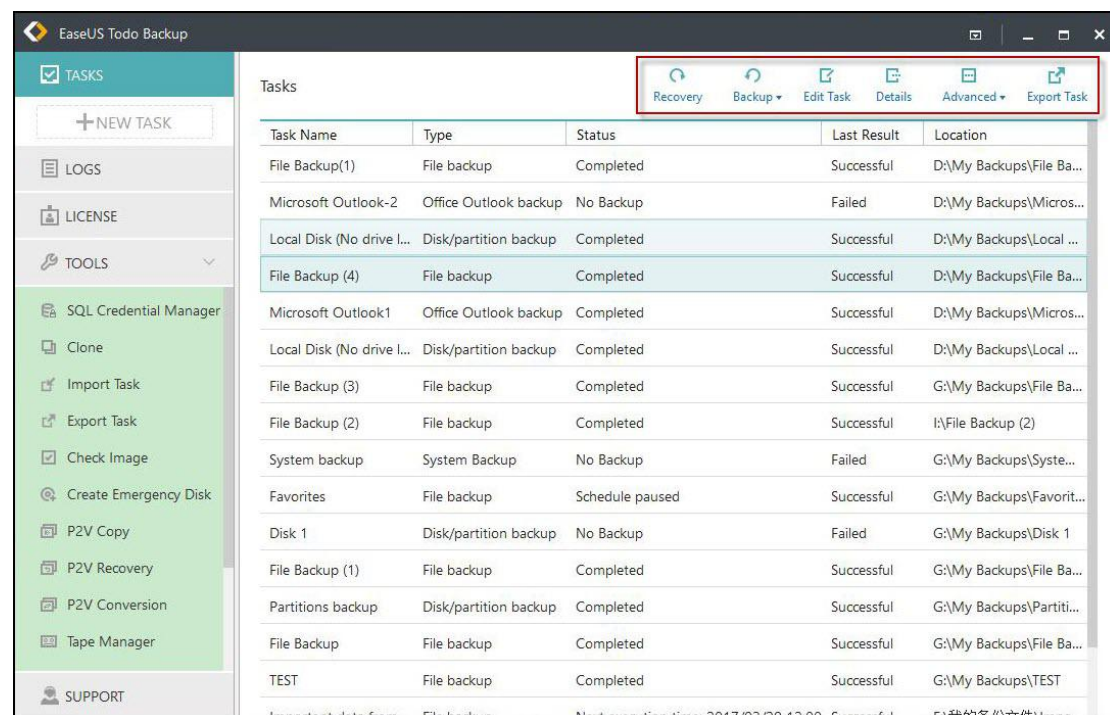 EaseUS Todo Backup
TASKS
NEW TASK
LOGS
LICENSE
TOOLS
SQL Credential Manager
Clone
Import Task
Export Task
Check Image
Create Emergency Disk
P2V Copy
P2V Recovery
P2V Conversion
Tape Manager
SUPPORT
Tasks
Recovery Backup Edit Task Details Advanced Export Task
Task Name Type Status Last Result Location
File Backup(1) File backup Completed Successful D:\My Backups\File Ba...
Microsoft Outlook-2 Office Outlook backup No Backup Failed D:\My Backups\Micros...
Local Disk (No drive l... Disk/partition backup Completed Successful D:\My Backups\Local ...
File Backup (4) File backup Completed Successful D:\My Backups\File Ba...
Microsoft Outlook1 Office Outlook backup Completed Successful D:\My Backups\Micros...
Local Disk (No drive l... Disk/partition backup Completed Successful D:\My Backups\Local ...
File Backup (3) File backup Completed Successful G:\My Backups\File Ba...
File Backup (2) File backup Completed Successful I:\File Backup (2)
System backup System Backup No Backup Failed G:\My Backups\Syste...
Favorites File backup Schedule paused Successful G:\My Backups\Favorit...
Disk 1 Disk/partition backup No Backup Failed G:\My Backups\Disk 1
File Backup (1) File backup Completed Successful G:\My Backups\File Ba...
Partitions backup Disk/partition backup Completed Successful G:\My Backups\Partiti...
File Backup File backup Completed Successful G:\My Backups\File Ba...
TEST File backup Completed Successful G:\My Backups\TEST